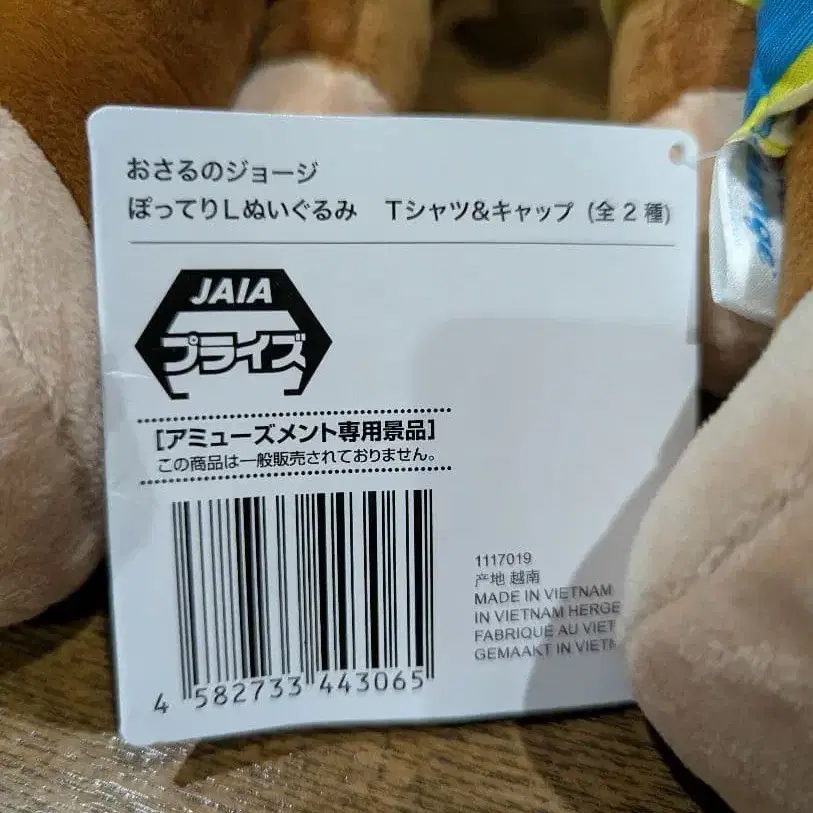 おさるのジョージ
ぽってりLぬいぐるみ　Tシャツ&キャップ (全2種)
JAIA
プライズ
[アミューズメント専用景品]
この商品は一般販売されておりません。
4 582733 443065
1117019
产地 越南
MADE IN VIETNAM
IN VIETNAM HERGE
FABRIQUÉ AU VIET
GEMAAKT IN VIETN